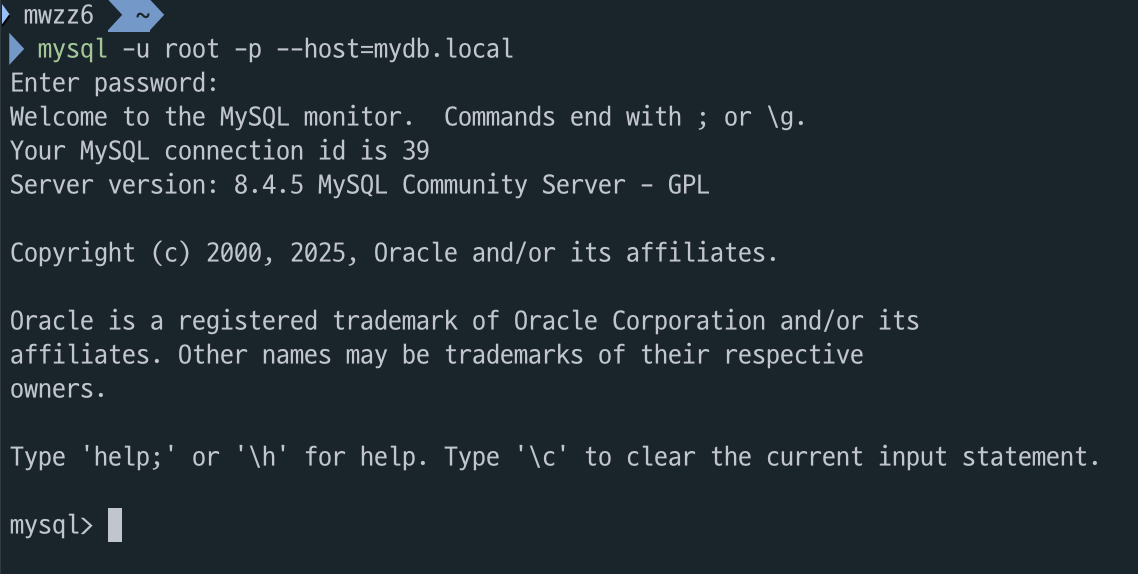 mwzz6 ~
mysql -u root -p --host=mydb.local
Enter password:
Welcome to the MySQL monitor.  Commands end with ; or \g.
Your MySQL connection id is 39
Server version: 8.4.5 MySQL Community Server - GPL
Copyright (c) 2000, 2025, Oracle and/or its affiliates.
Oracle is a registered trademark of Oracle Corporation and/or its
affiliates. Other names may be trademarks of their respective
owners.
Type 'help;' or '\h' for help. Type '\c' to clear the current input statement.
mysql>